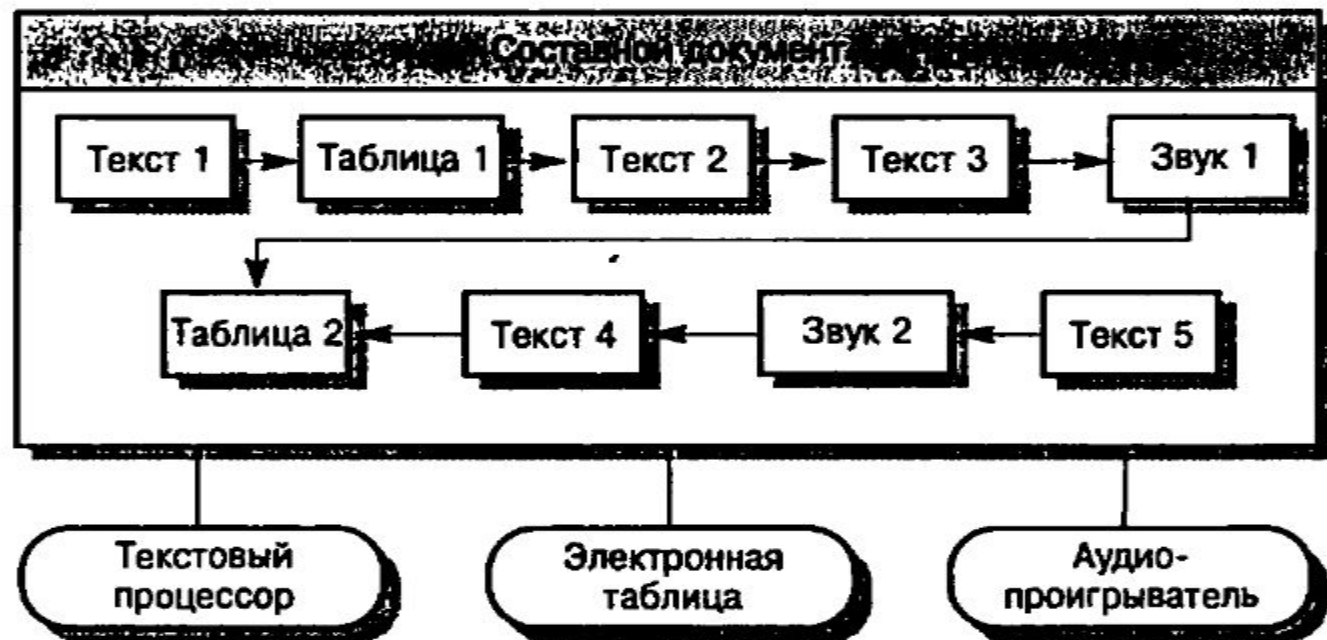 Составной документ
Текст 1
Таблица 1
Текст 2
Текст 3
Звук 1
Таблица 2
Текст 4
Звук 2
Текст 5
Текстовый
процессор
Электронная
таблица
Аудио-
проигрыватель